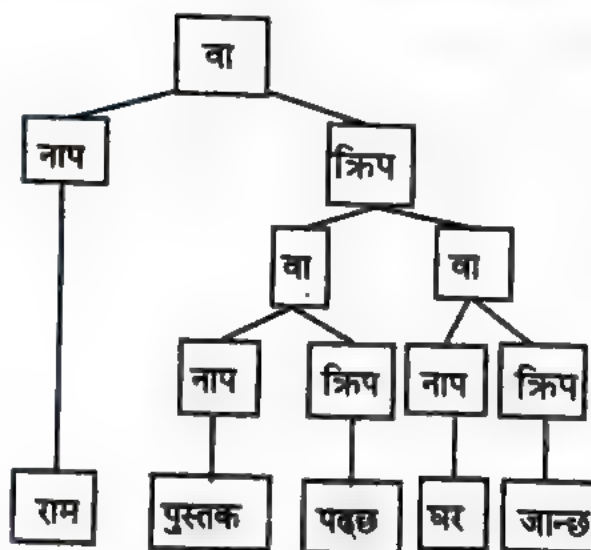 वा
नाप क्रिप
वा वा
नाप क्रिप नाप क्रिप
राम पुस्तक पढ्छ घर जान्छ